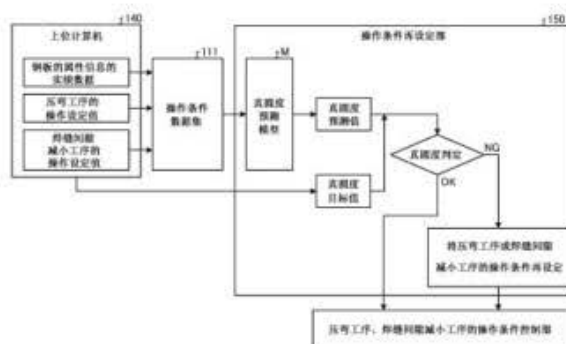 140
上位计算机
钢板的属性信息的
实绩数据
压弯工序的
操作设定值
焊缝间隙
减小工序的
操作设定值
111
操作条件
数据集
150
操作条件再设定部
M
真圆度
预测
模型
真圆度
预测值
真圆度
目标值
真圆度判定
NG
OK
将压弯工序或焊缝间隙
减小工序的操作条件再设定
压弯工序、焊缝间隙减小工序的操作条件控制部